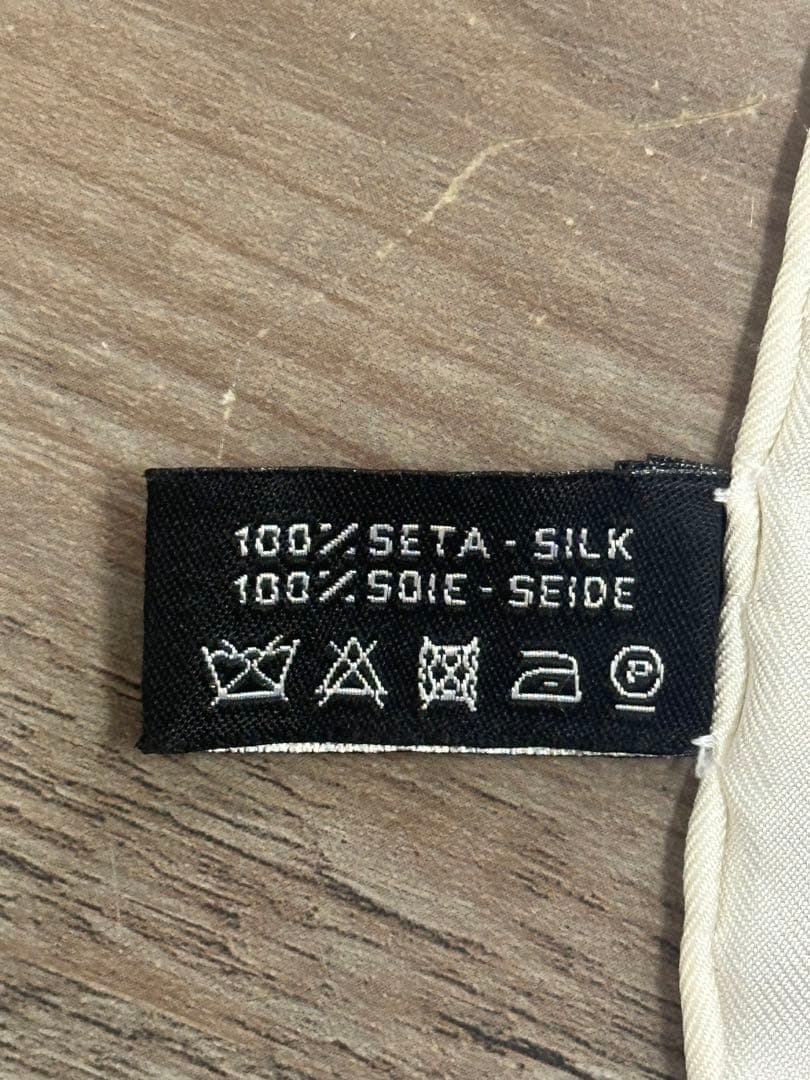 100% SETA - SILK
100% SOIE - SEIDE
P